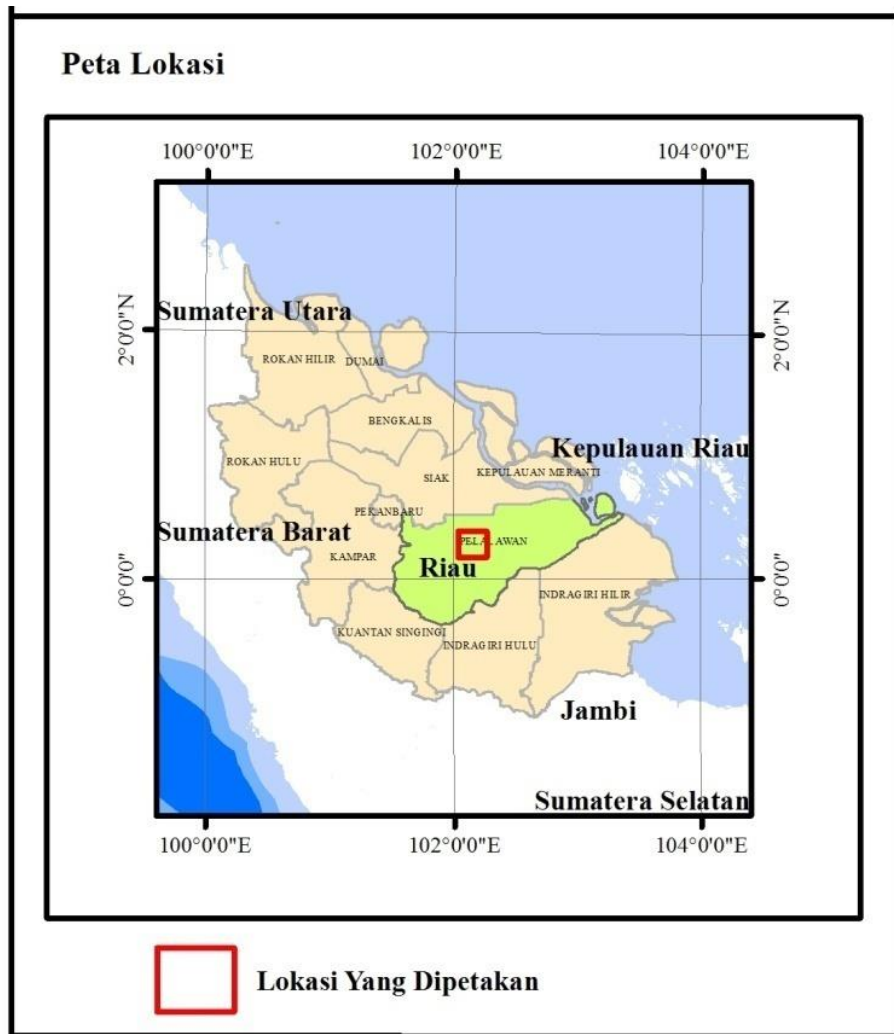 Peta Lokasi
100°0'0"E 102°0'0"E 104°0'0"E
2°0'0"N
2°0'0"N
Sumatera Utara
ROKAN HILIR
DUMAI
BENGKALIS
Kepulauan Riau
ROKAN HULU
SIAK
KEPULAUAN MERANTI
PEKANBARU
Sumatera Barat
PELALAWAN
KAMPAR
Riau
0°0'0"
0°0'0"
INDRAGIRI HILIR
KUANTAN SINGINGI
INDRAGIRI HULU
Jambi
Sumatera Selatan
100°0'0"E 102°0'0"E 104°0'0"E
Lokasi Yang Dipetakan